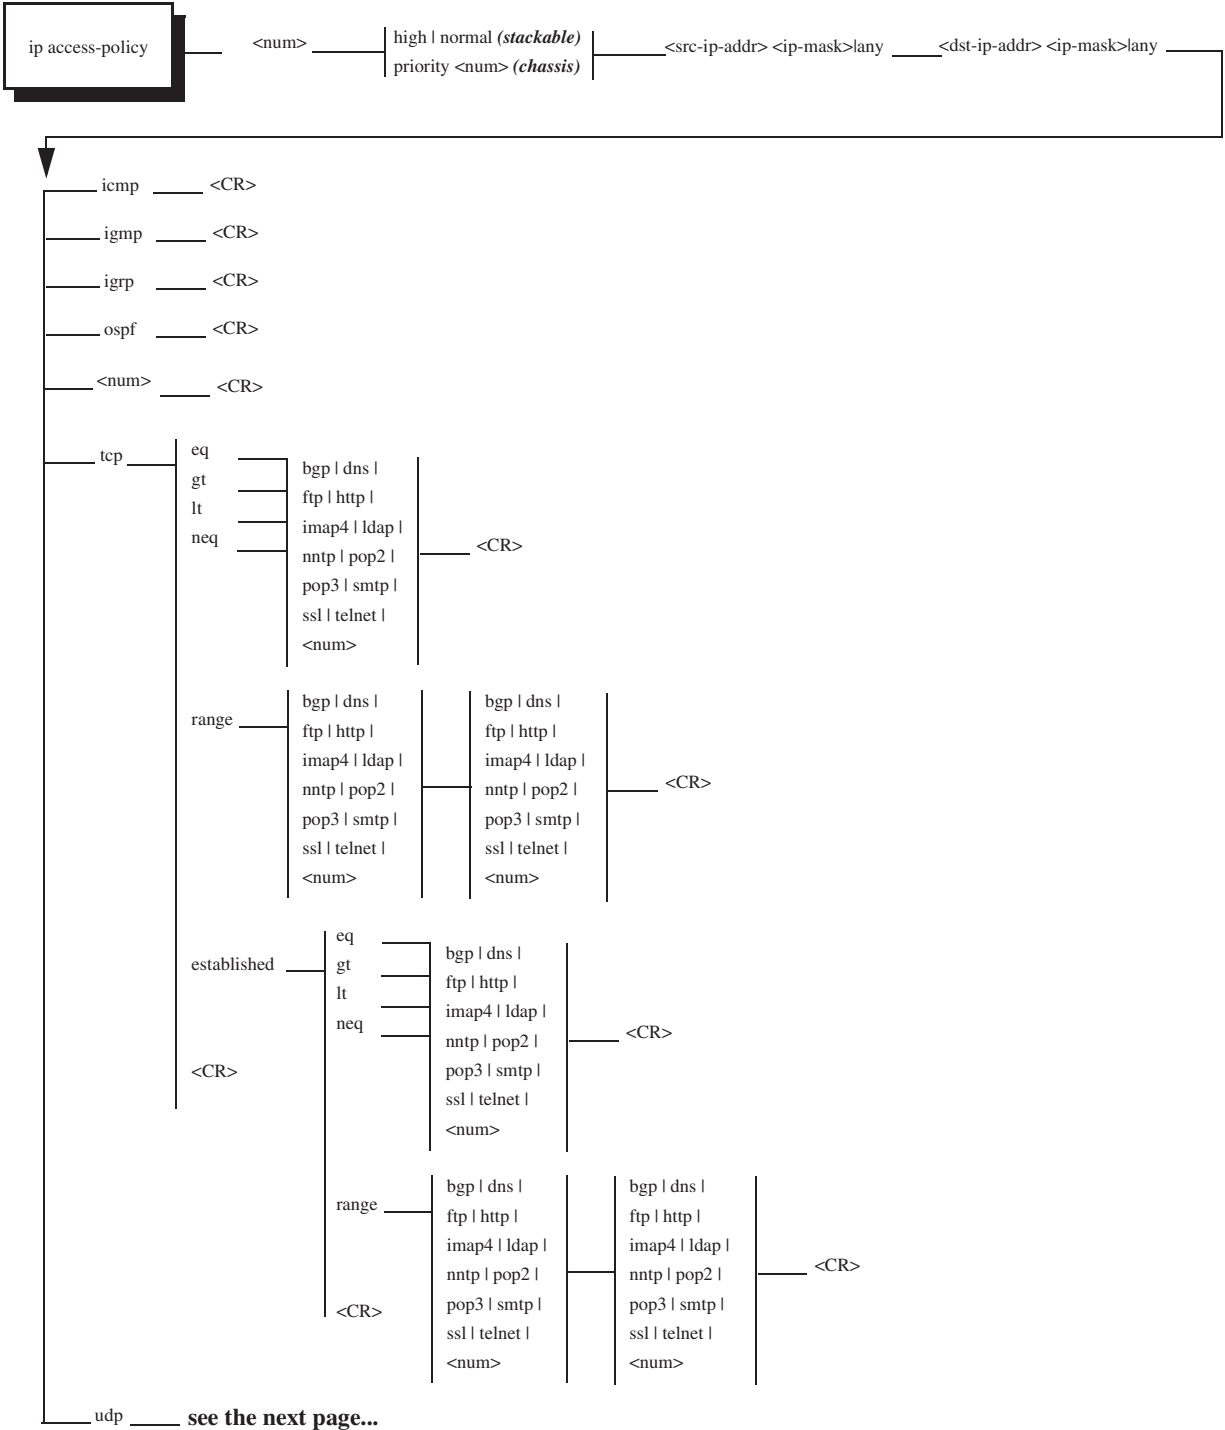 ip access-policy <num> high | normal (stackable) <src-ip-addr> <ip-mask>|any <dst-ip-addr> <ip-mask>|any
priority <num> (chassis)
icmp <CR>
igmp <CR>
igrp <CR>
ospf <CR>
<num> <CR>
tcp
eq
gt
lt
neq
bgp | dns |
ftp | http |
imap4 | ldap |
nntp | pop2 |
pop3 | smtp |
ssl | telnet |
<num>
<CR>
range
bgp | dns |
ftp | http |
imap4 | ldap |
nntp | pop2 |
pop3 | smtp |
ssl | telnet |
<num>
bgp | dns |
ftp | http |
imap4 | ldap |
nntp | pop2 |
pop3 | smtp |
ssl | telnet |
<num>
<CR>
established
eq
gt
lt
neq
bgp | dns |
ftp | http |
imap4 | ldap |
nntp | pop2 |
pop3 | smtp |
ssl | telnet |
<num>
<CR>
<CR>
range
bgp | dns |
ftp | http |
imap4 | ldap |
nntp | pop2 |
pop3 | smtp |
ssl | telnet |
<num>
bgp | dns |
ftp | http |
imap4 | ldap |
nntp | pop2 |
pop3 | smtp |
ssl | telnet |
<num>
<CR>
<CR>
udp see the next page...